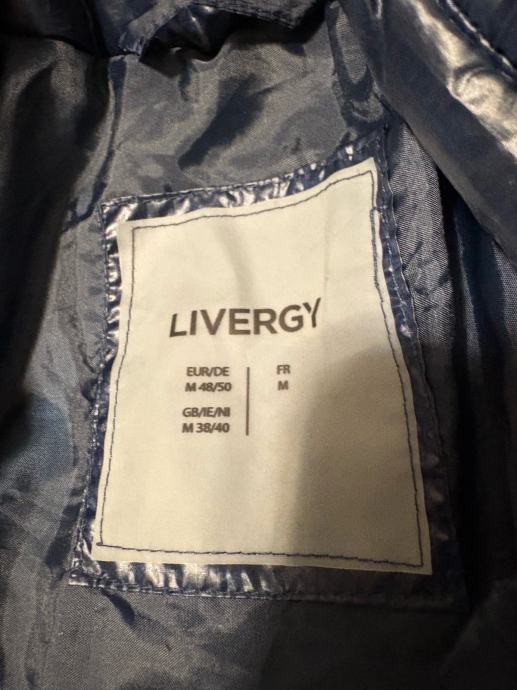 LIVERGY
EUR/DE
M 48/50
GB/IE/NI
M 38/40
FR
M